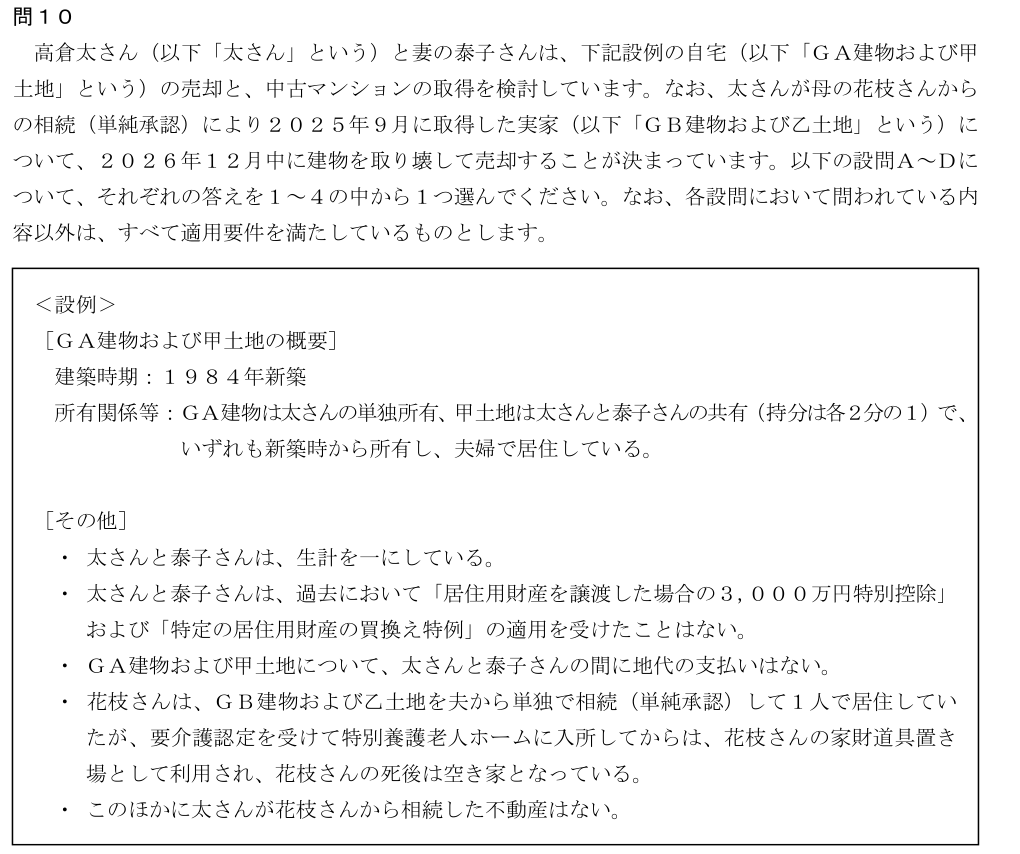 問１０
　高倉太さん（以下「太さん」という）と妻の泰子さんは、下記設例の自宅（以下「ＧＡ建物および甲
土地」という）の売却と、中古マンションの取得を検討しています。なお、太さんが母の花枝さんから
の相続（単純承認）により２０２５年９月に取得した実家（以下「ＧＢ建物および乙土地」という）に
ついて、２０２６年１２月中に建物を取り壊して売却することが決まっています。以下の設問Ａ～Ｄに
ついて、それぞれの答えを１～４の中から１つ選んでください。なお、各設問において問われている内
容以外は、すべて適用要件を満たしているものとします。
＜設例＞
［ＧＡ建物および甲土地の概要］
建築時期：１９８４年新築
所有関係等：ＧＡ建物は太さんの単独所有、甲土地は太さんと泰子さんの共有（持分は各２分の１）で、
いずれも新築時から所有し、夫婦で居住している。
［その他］
・ 太さんと泰子さんは、生計を一にしている。
・ 太さんと泰子さんは、過去において「居住用財産を譲渡した場合の３,０００万円特別控除」
および「特定の居住用財産の買換え特例」の適用を受けたことはない。
・ ＧＡ建物および甲土地について、太さんと泰子さんの間に地代の支払いはない。
・ 花枝さんは、ＧＢ建物および乙土地を夫から単独で相続（単純承認）して１人で居住してい
たが、要介護認定を受けて特別養護老人ホームに入所してからは、花枝さんの家財道具置き
場として利用され、花枝さんの死後は空き家となっている。
・ このほかに太さんが花枝さんから相続した不動産はない。